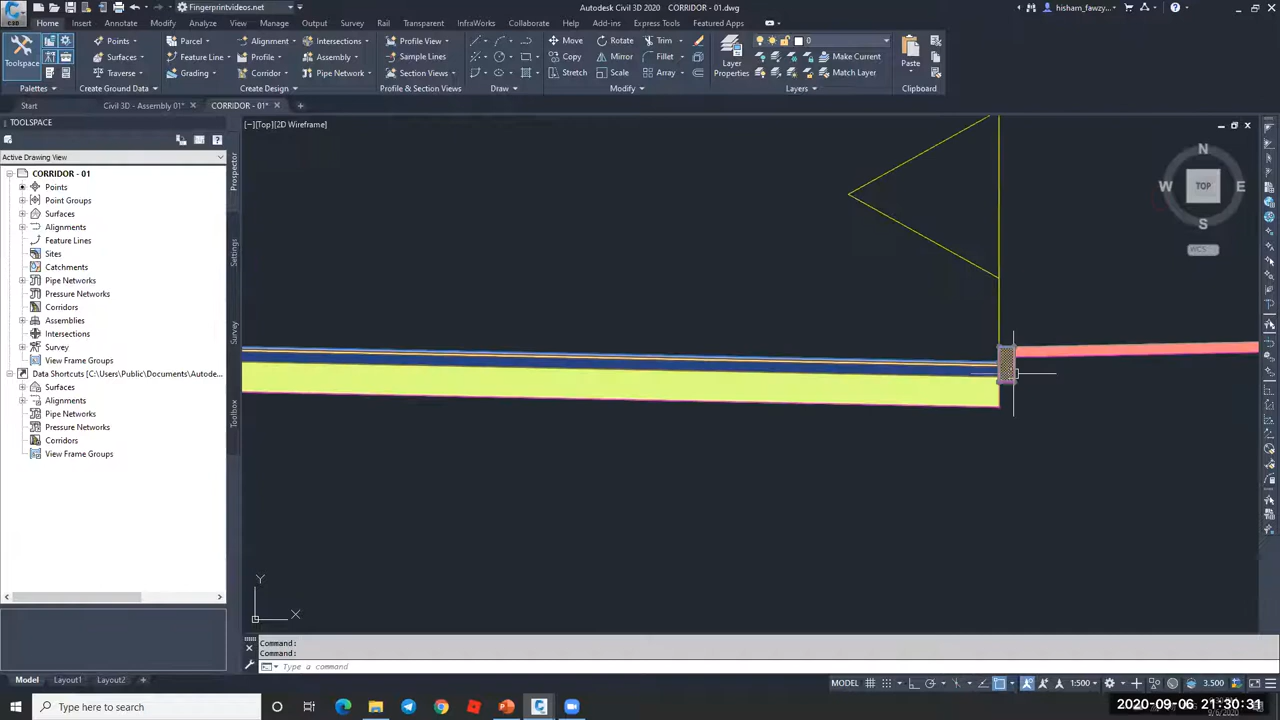 Fingerprintvideos.net
Autodesk Civil 3D 2020 CORRIDOR - 01.dwg
hisham_fawzy...
Home Insert Annotate Modify Analyze View Manage Output Survey Rail Transparent InfraWorks Collaborate Help Add-ins Express Tools Featured Apps
Points Parcel Alignment Intersections Profile View Move Rotate Trim 0
Toolspace Surfaces Feature Line Profile Assembly Sample Lines Copy Mirror Fillet Layer Properties Make Current Paste
Traverse Grading Corridor Pipe Network Section Views Stretch Scale Array Match Layer
Palettes Create Ground Data Create Design Profile & Section Views Draw Modify Layers Clipboard
Start Civil 3D - Assembly 01* CORRIDOR - 01*
TOOLSPACE
[−][Top][2D Wireframe]
Active Drawing View
CORRIDOR - 01
Points
Point Groups
Surfaces
Alignments
Feature Lines
Sites
Catchments
Pipe Networks
Pressure Networks
Corridors
Assemblies
Intersections
Survey
View Frame Groups
Data Shortcuts [C:\Users\Public\Documents\Autode...
Surfaces
Alignments
Pipe Networks
Pressure Networks
Corridors
View Frame Groups
Prospector
Settings
Survey
Toolbox
N
W TOP E
S
WCS
Y
X
Command:
Command:
Type a command
Model Layout1 Layout2
MODEL 1:500 3.500
Type here to search
2020-09-06 21:30:31